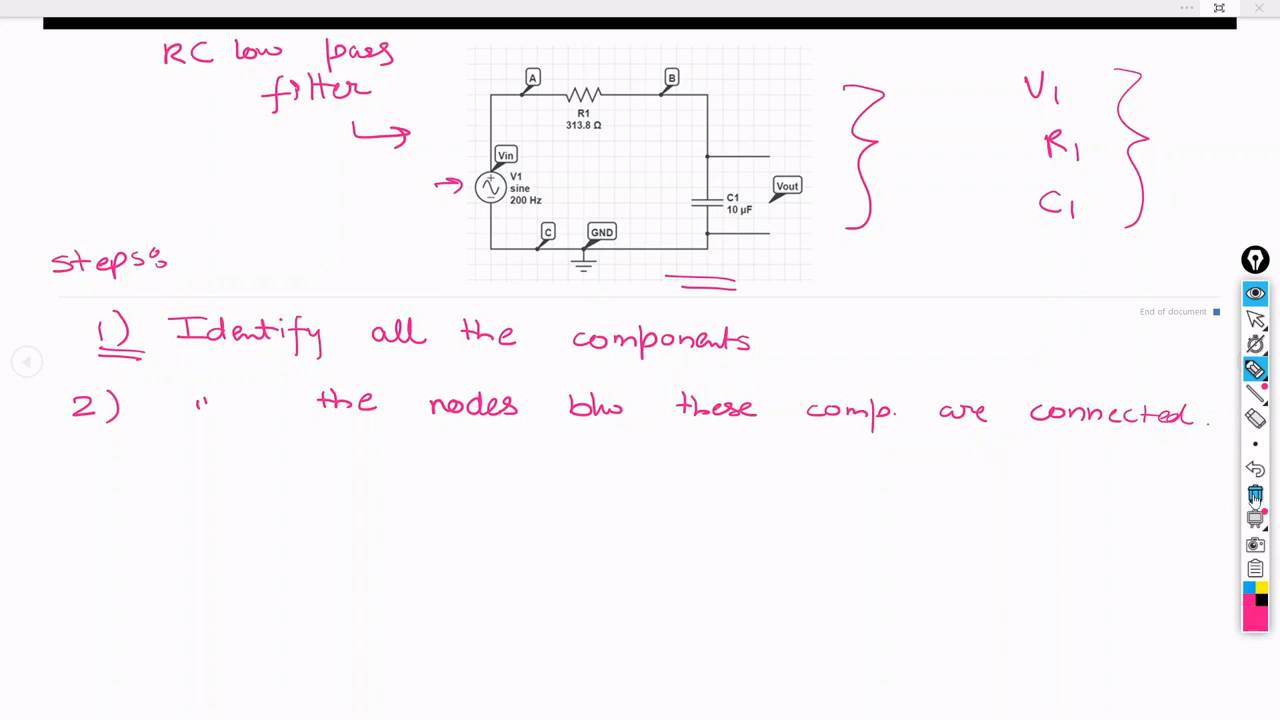 RC low pass
filter
A
B
R1
313.8 Ω
Vin
V1
sine
200 Hz
C1
10 µF
Vout
C
GND
V1
R1
C1
steps:
End of document
1) Identify all the components
2) " the nodes b/w these comp. are connected.